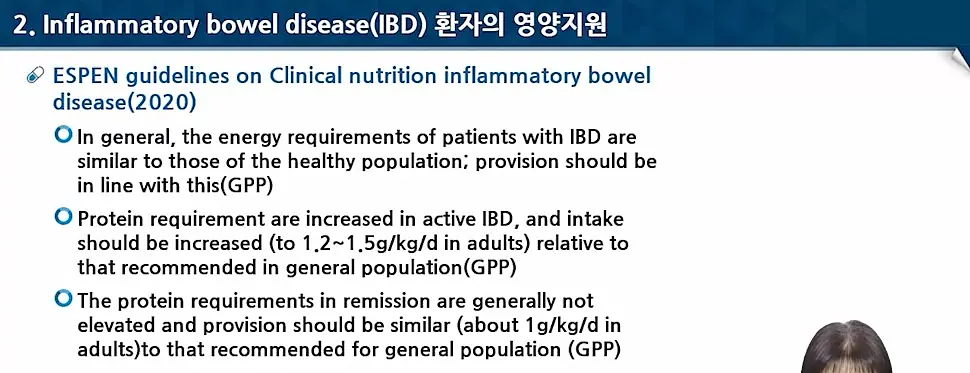 2. Inflammatory bowel disease(IBD) 환자의 영양지원
ESPEN guidelines on Clinical nutrition inflammatory bowel
disease(2020)
In general, the energy requirements of patients with IBD are
similar to those of the healthy population; provision should be
in line with this(GPP)
Protein requirement are increased in active IBD, and intake
should be increased (to 1.2~1.5g/kg/d in adults) relative to
that recommended in general population(GPP)
The protein requirements in remission are generally not
elevated and provision should be similar (about 1g/kg/d in
adults)to that recommended for general population (GPP)